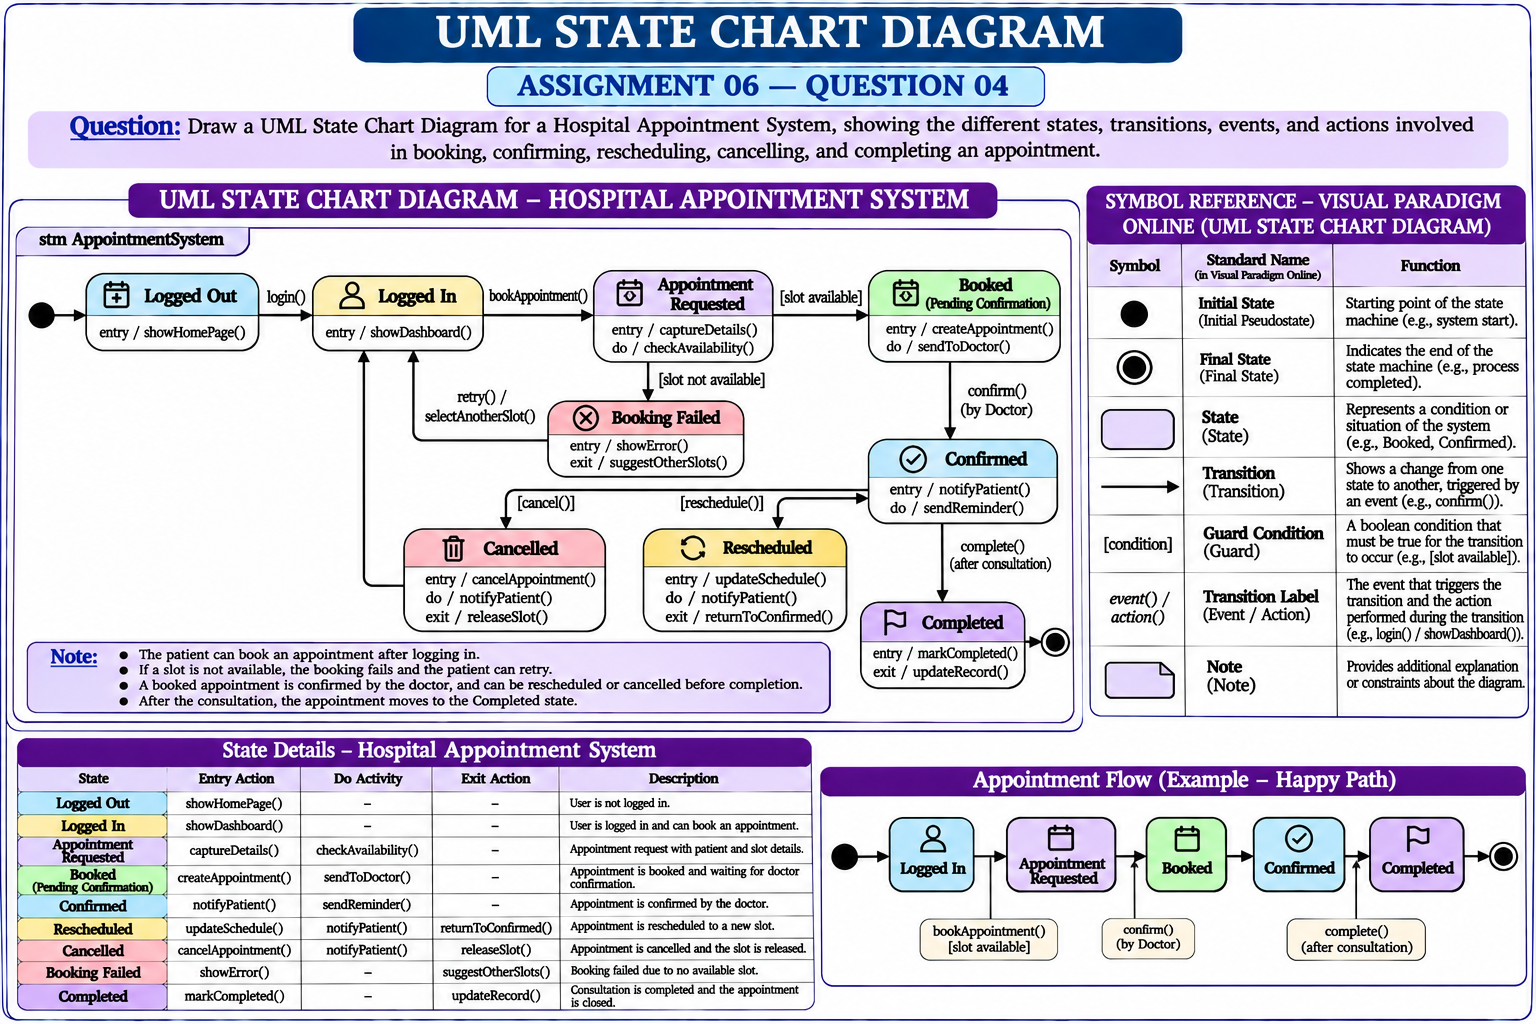 UML STATE CHART DIAGRAM
ASSIGNMENT 06 — QUESTION 04
Question: Draw a UML State Chart Diagram for a Hospital Appointment System, showing the different states, transitions, events, and actions involved
in booking, confirming, rescheduling, cancelling, and completing an appointment.
UML STATE CHART DIAGRAM – HOSPITAL APPOINTMENT SYSTEM
stm AppointmentSystem
Logged Out
entry / showHomePage()
login()
Logged In
entry / showDashboard()
bookAppointment()
Appointment
Requested
entry / captureDetails()
do / checkAvailability()
[slot available]
Booked
(Pending Confirmation)
entry / createAppointment()
do / sendToDoctor()
[slot not available]
retry() /
selectAnotherSlot()
Booking Failed
entry / showError()
exit / suggestOtherSlots()
confirm()
(by Doctor)
Confirmed
entry / notifyPatient()
do / sendReminder()
[cancel()]
[reschedule()]
Cancelled
entry / cancelAppointment()
do / notifyPatient()
exit / releaseSlot()
Rescheduled
entry / updateSchedule()
do / notifyPatient()
exit / returnToConfirmed()
complete()
(after consultation)
Completed
entry / markCompleted()
exit / updateRecord()
Note:
● The patient can book an appointment after logging in.
● If a slot is not available, the booking fails and the patient can retry.
● A booked appointment is confirmed by the doctor, and can be rescheduled or cancelled before completion.
● After the consultation, the appointment moves to the Completed state.
SYMBOL REFERENCE – VISUAL PARADIGM
ONLINE (UML STATE CHART DIAGRAM)
Symbol Standard Name Function
(in Visual Paradigm Online)
Initial State
(Initial Pseudostate)
Starting point of the state
machine (e.g., system start).
Final State
(Final State)
Indicates the end of the
state machine (e.g., process
completed).
State
(State)
Represents a condition or
situation of the system
(e.g., Booked, Confirmed).
Transition
(Transition)
Shows a change from one
state to another, triggered by
an event (e.g., confirm()).
[condition]
Guard Condition
(Guard)
A boolean condition that
must be true for the transition
to occur (e.g., [slot available]).
event() /
action()
Transition Label
(Event / Action)
The event that triggers the
transition and the action
performed during the transition
(e.g., login() / showDashboard()).
Note
(Note)
Provides additional explanation
or constraints about the diagram.
State Details – Hospital Appointment System
State Entry Action Do Activity Exit Action Description
Logged Out showHomePage() – – User is not logged in.
Logged In showDashboard() – – User is logged in and can book an appointment.
Appointment
Requested captureDetails() checkAvailability() – Appointment request with patient and slot details.
Booked
(Pending Confirmation) createAppointment() sendToDoctor() – Appointment is booked and waiting for doctor
confirmation.
Confirmed notifyPatient() sendReminder() – Appointment is confirmed by the doctor.
Rescheduled updateSchedule() notifyPatient() returnToConfirmed() Appointment is rescheduled to a new slot.
Cancelled cancelAppointment() notifyPatient() releaseSlot() Appointment is cancelled and the slot is released.
Booking Failed showError() – suggestOtherSlots() Booking failed due to no available slot.
Completed markCompleted() – updateRecord() Consultation is completed and the appointment
is closed.
Appointment Flow (Example – Happy Path)
Logged In
Appointment
Requested
Booked
Confirmed
Completed
bookAppointment()
[slot available]
confirm()
(by Doctor)
complete()
(after consultation)